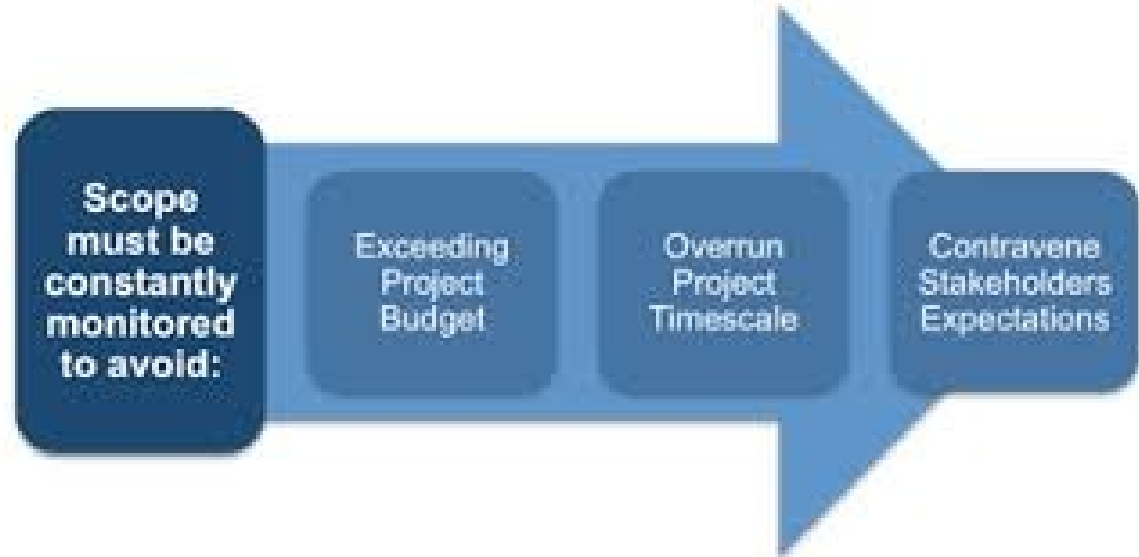 Scope
must be
constantly
monitored
to avoid:
Exceeding
Project
Budget
Overrun
Project
Timescale
Contravene
Stakeholders
Expectations